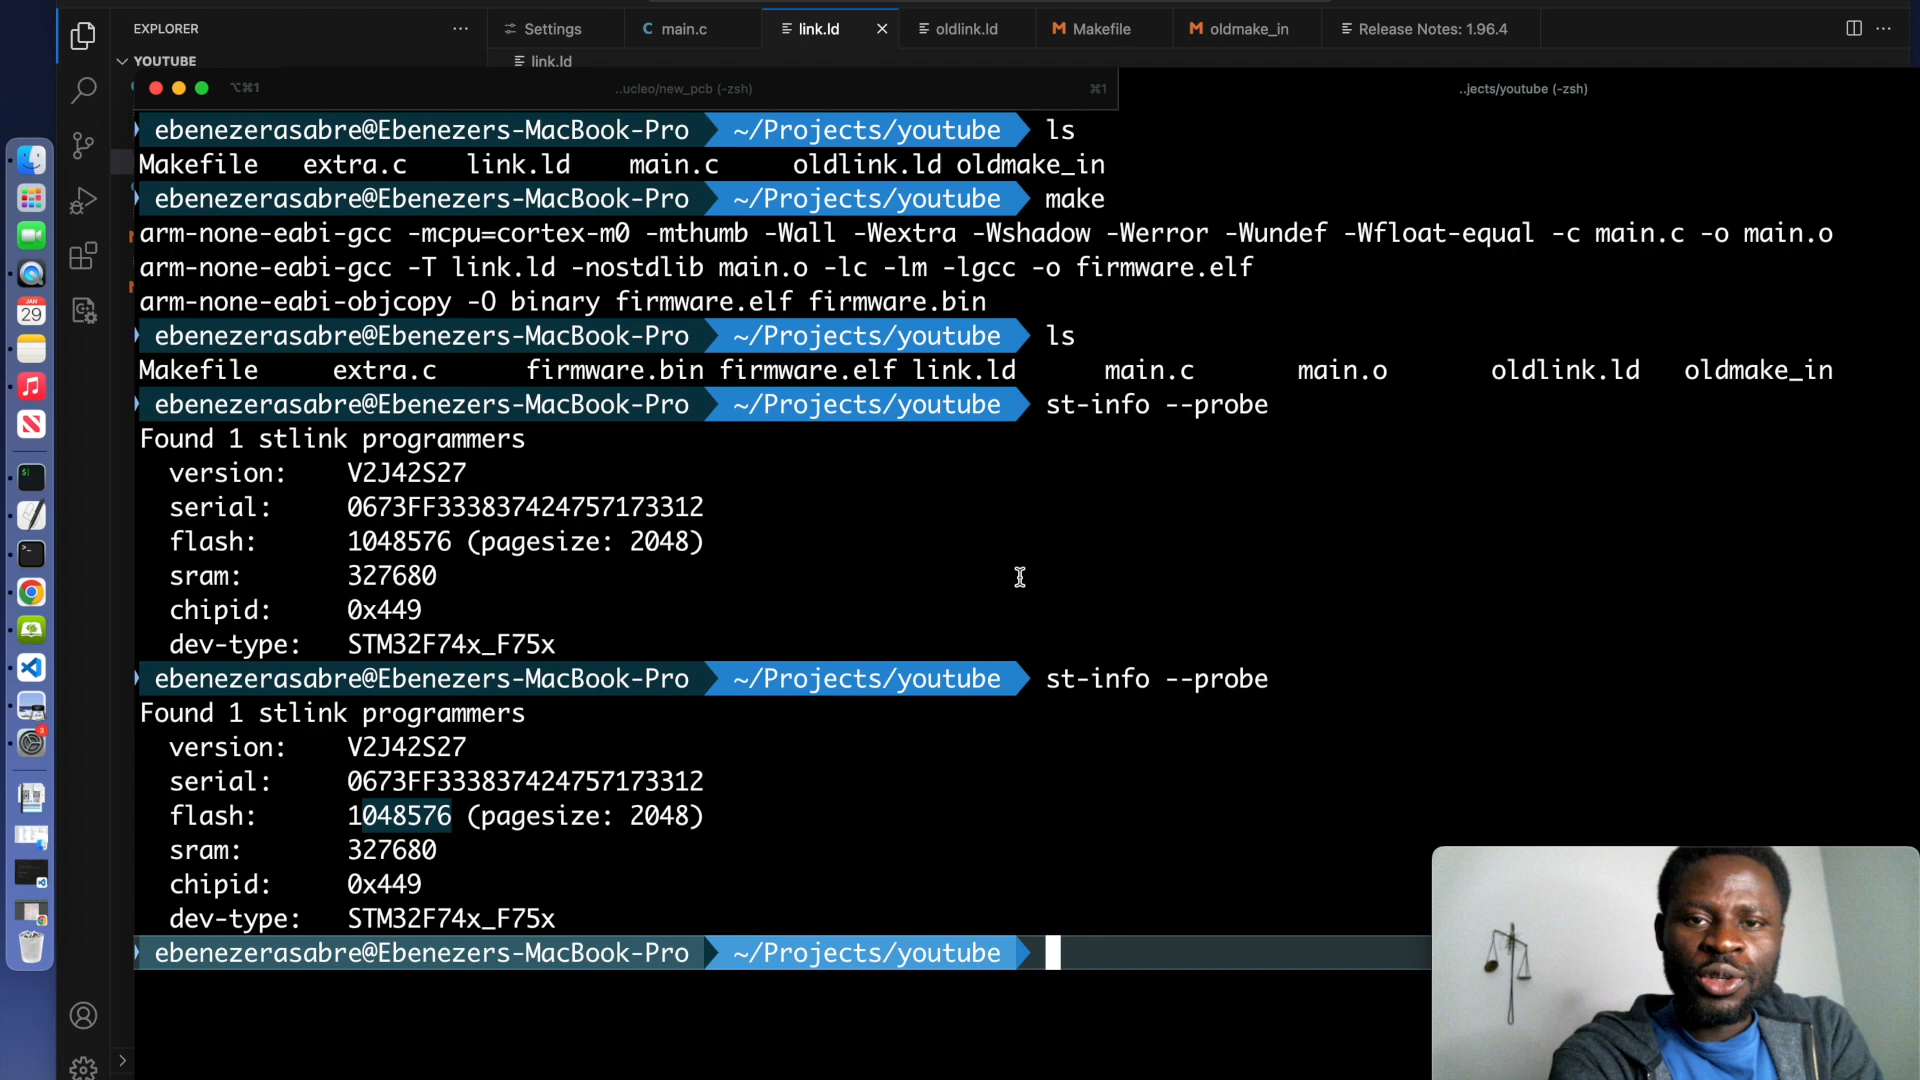 EXPLORER
Settings
C main.c
link.ld
oldlink.ld
M Makefile
M oldmake_in
Release Notes: 1.96.4
YOUTUBE
link.ld
⌥⌘1
..ucleo/new_pcb (-zsh)
⌘1
..jects/youtube (-zsh)
ebenezerasabre@Ebenezers-MacBook-Pro ~/Projects/youtube ls
Makefile extra.c link.ld main.c oldlink.ld oldmake_in
ebenezerasabre@Ebenezers-MacBook-Pro ~/Projects/youtube make
arm-none-eabi-gcc -mcpu=cortex-m0 -mthumb -Wall -Wextra -Wshadow -Werror -Wundef -Wfloat-equal -c main.c -o main.o
arm-none-eabi-gcc -T link.ld -nostdlib main.o -lc -lm -lgcc -o firmware.elf
arm-none-eabi-objcopy -O binary firmware.elf firmware.bin
ebenezerasabre@Ebenezers-MacBook-Pro ~/Projects/youtube ls
Makefile extra.c firmware.bin firmware.elf link.ld main.c main.o oldlink.ld oldmake_in
ebenezerasabre@Ebenezers-MacBook-Pro ~/Projects/youtube st-info --probe
Found 1 stlink programmers
version: V2J42S27
serial: 0673FF333837424757173312
flash: 1048576 (pagesize: 2048)
sram: 327680
chipid: 0x449
dev-type: STM32F74x_F75x
ebenezerasabre@Ebenezers-MacBook-Pro ~/Projects/youtube st-info --probe
Found 1 stlink programmers
version: V2J42S27
serial: 0673FF333837424757173312
flash: 1048576 (pagesize: 2048)
sram: 327680
chipid: 0x449
dev-type: STM32F74x_F75x
ebenezerasabre@Ebenezers-MacBook-Pro ~/Projects/youtube
JAN
29